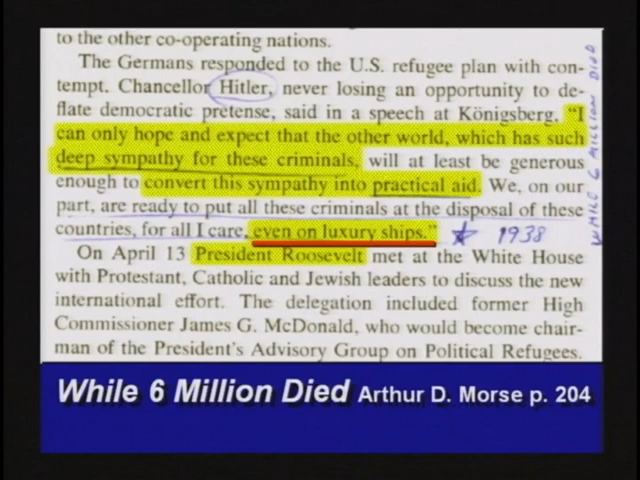 to the other co-operating nations.
The Germans responded to the U.S. refugee plan with con-
tempt. Chancellor Hitler, never losing an opportunity to de-
flate democratic pretense, said in a speech at Königsberg, "I
can only hope and expect that the other world, which has such
deep sympathy for these criminals, will at least be generous
enough to convert this sympathy into practical aid. We, on our
part, are ready to put all these criminals at the disposal of these
countries, for all I care, even on luxury ships." 1938
On April 13 President Roosevelt met at the White House
with Protestant, Catholic and Jewish leaders to discuss the new
international effort. The delegation included former High
Commissioner James G. McDonald, who would become chair-
man of the President's Advisory Group on Political Refugees.
WHILE 6 MILLION DIED
While 6 Million Died Arthur D. Morse p. 204